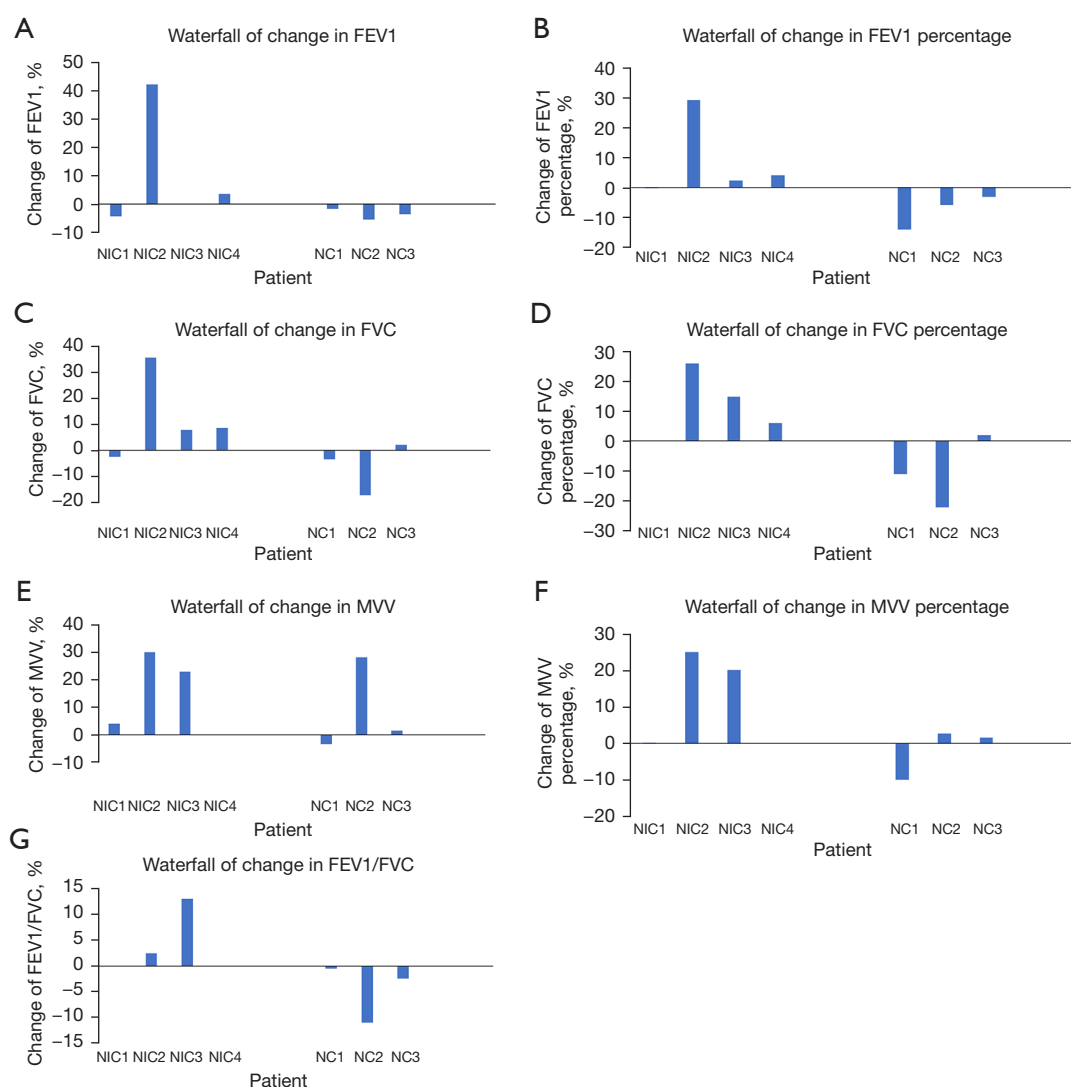 A
Waterfall of change in FEV1
Change of FEV1, %
50
40
30
20
10
0
−10
NIC1 NIC2 NIC3 NIC4 NC1 NC2 NC3
Patient
B
Waterfall of change in FEV1 percentage
Change of FEV1
percentage, %
40
30
20
10
0
−10
−20
NIC1 NIC2 NIC3 NIC4 NC1 NC2 NC3
Patient
C
Waterfall of change in FVC
Change of FVC, %
40
30
20
10
0
−10
−20
NIC1 NIC2 NIC3 NIC4 NC1 NC2 NC3
Patient
D
Waterfall of change in FVC percentage
Change of FVC
percentage, %
30
20
10
0
−10
−20
−30
NIC1 NIC2 NIC3 NIC4 NC1 NC2 NC3
Patient
E
Waterfall of change in MVV
Change of MVV, %
40
30
20
10
0
−10
NIC1 NIC2 NIC3 NIC4 NC1 NC2 NC3
Patient
F
Waterfall of change in MVV percentage
Change of MVV
percentage, %
30
20
10
0
−10
−20
NIC1 NIC2 NIC3 NIC4 NC1 NC2 NC3
Patient
G
Waterfall of change in FEV1/FVC
Change of FEV1/FVC, %
15
10
5
0
−5
−10
−15
NIC1 NIC2 NIC3 NIC4 NC1 NC2 NC3
Patient